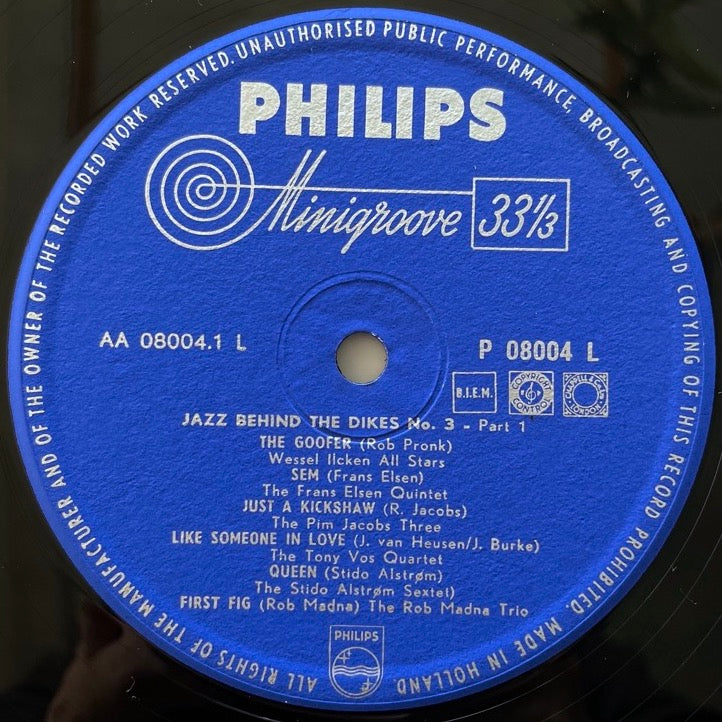 ALL RIGHTS OF THE MANUFACTURER AND OF THE OWNER OF THE RECORDED WORK RESERVED. UNAUTHORISED PUBLIC PERFORMANCE, BROADCASTING AND COPYING OF THIS RECORD PROHIBITED. MADE IN HOLLAND.
PHILIPS
Minigroove 33 1/3
AA 08004.1 L
P 08004 L
B.I.E.M.
COPYRIGHT CONTROL
CHAPPELL & Co. Ltd. LONDON
JAZZ BEHIND THE DIKES No. 3 - Part 1
THE GOOFER (Rob Pronk)
Wessel Ilcken All Stars
SEM (Frans Elsen)
The Frans Elsen Quintet
JUST A KICKSHAW (R. Jacobs)
The Pim Jacobs Three
LIKE SOMEONE IN LOVE (J. van Heusen/J. Burke)
The Tony Vos Quartet
QUEEN (Stido Alstrøm)
The Stido Alstrøm Sextet)
FIRST FIG (Rob Madna) The Rob Madna Trio
PHILIPS